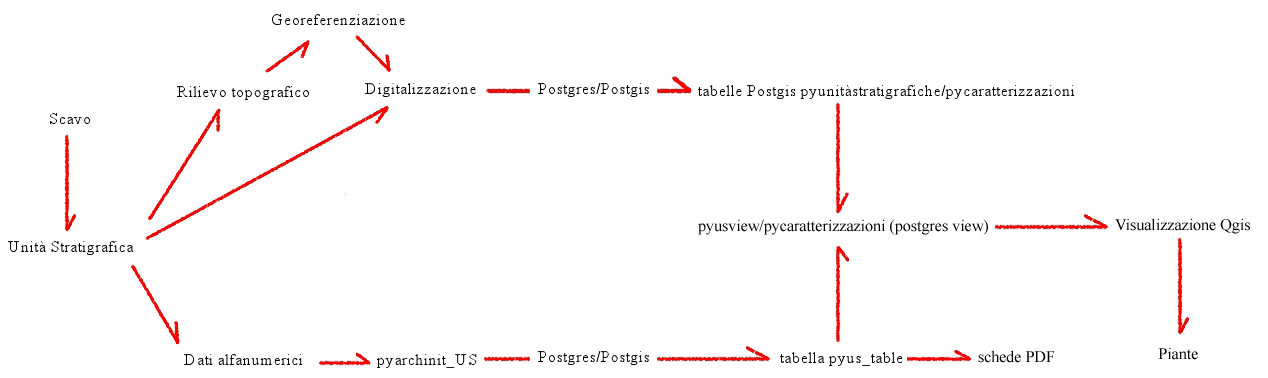 Georeferenziazione
Rilievo topografico
Digitalizzazione
Postgres/Postgis
tabelle Postgis pyunitàstratigrafiche/pycaratterizzazioni
Scavo
Unità Stratigrafica
pyusview/pycaratterizzazioni (postgres view)
Visualizzazione Qgis
Dati alfanumerici
pyarchinit_US
Postgres/Postgis
tabella pyus_table
schede PDF
Piante